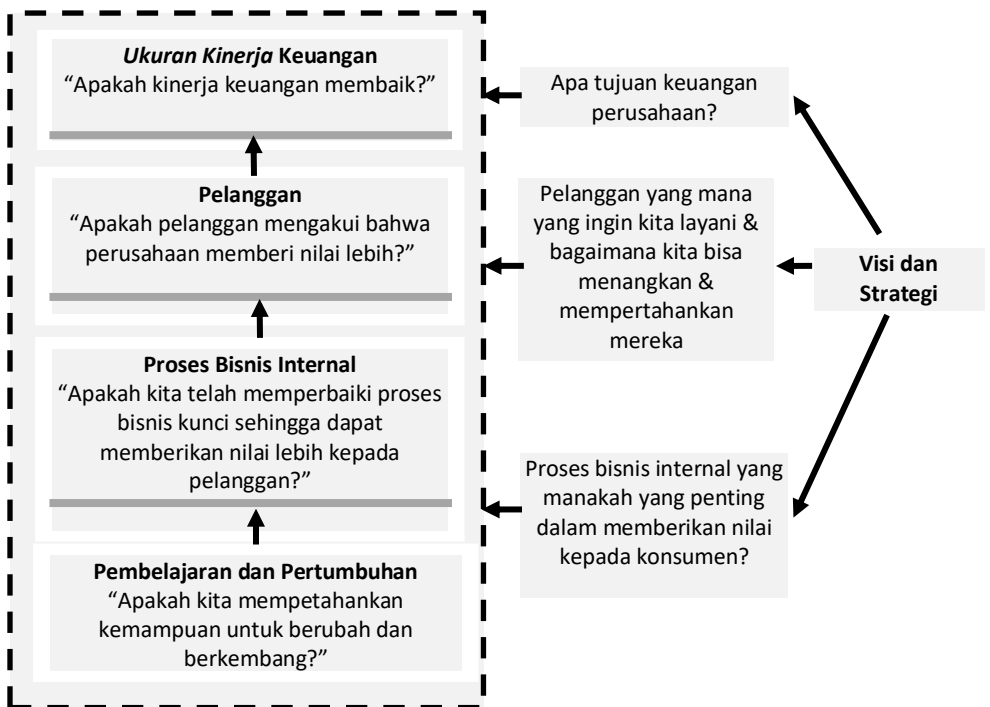 Ukuran Kinerja Keuangan
“Apakah kinerja keuangan membaik?”
Pelanggan
“Apakah pelanggan mengakui bahwa
perusahaan memberi nilai lebih?”
Proses Bisnis Internal
“Apakah kita telah memperbaiki proses
bisnis kunci sehingga dapat
memberikan nilai lebih kepada
pelanggan?”
Pembelajaran dan Pertumbuhan
“Apakah kita mempetahankan
kemampuan untuk berubah dan
berkembang?”
Apa tujuan keuangan
perusahaan?
Pelanggan yang mana
yang ingin kita layani &
bagaimana kita bisa
menangkan &
mempertahankan
mereka
Proses bisnis internal yang
manakah yang penting
dalam memberikan nilai
kepada konsumen?
Visi dan
Strategi